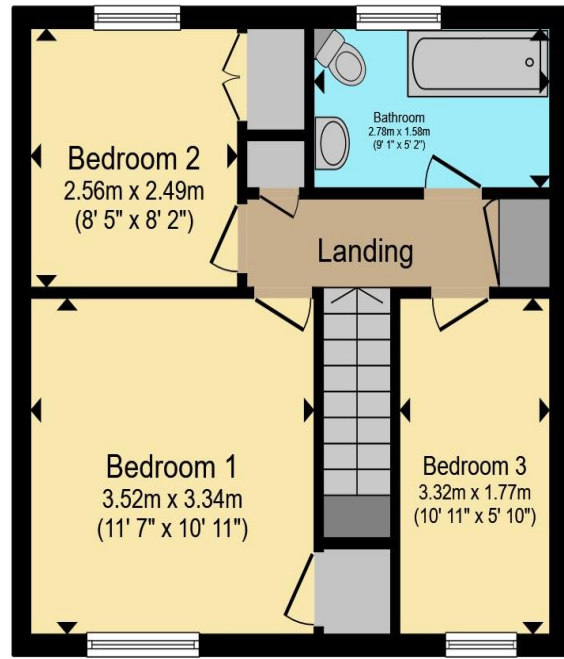 Bedroom 2
2.56m x 2.49m
(8' 5" x 8' 2")
Bathroom
2.78m x 1.58m
(9' 1" x 5' 2")
Landing
Bedroom 1
3.52m x 3.34m
(11' 7" x 10' 11")
Bedroom 3
3.32m x 1.77m
(10' 11" x 5' 10")